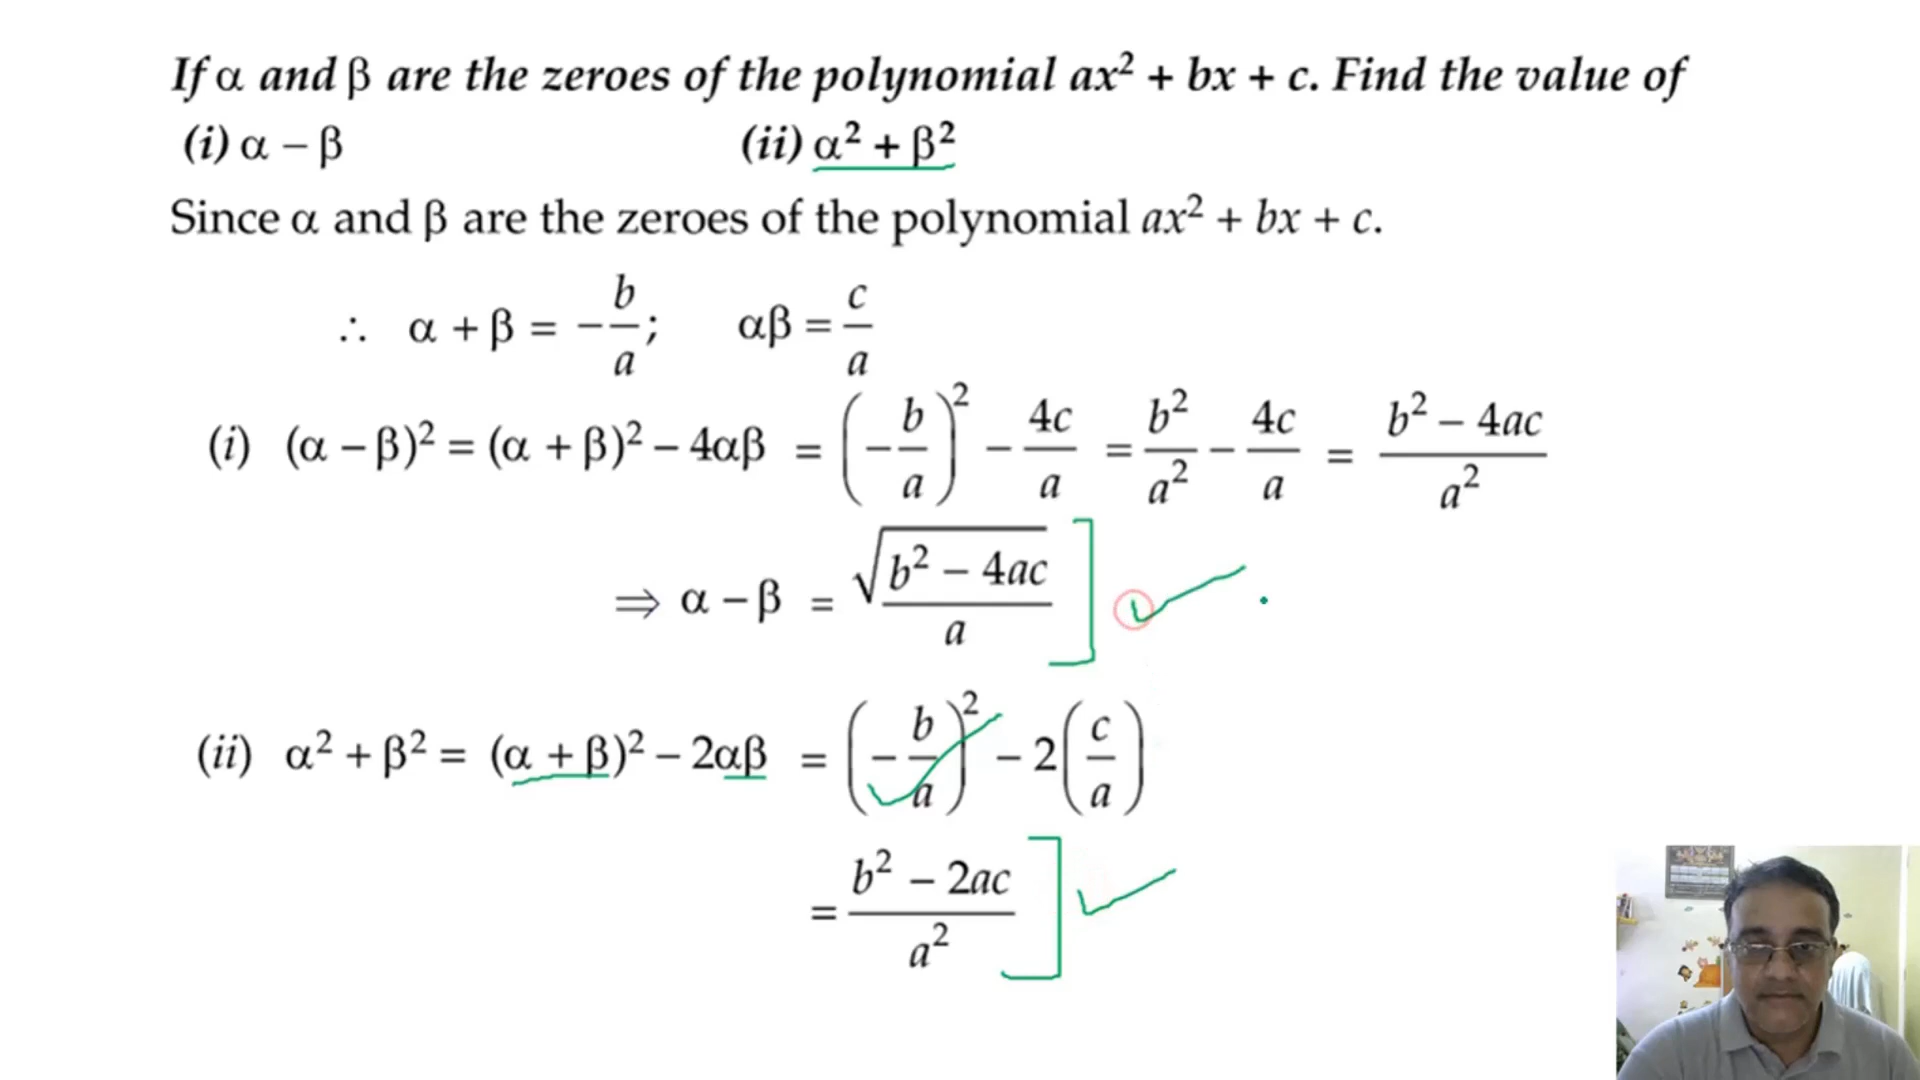 If α and β are the zeroes of the polynomial ax² + bx + c. Find the value of
(i) α − β (ii) α² + β²
Since α and β are the zeroes of the polynomial ax² + bx + c.
∴ α + β = −b/a; αβ = c/a
(i) (α − β)² = (α + β)² − 4αβ = (−b/a)² − 4c/a = b²/a² − 4c/a = (b² − 4ac)/a²
⇒ α − β = √(b² − 4ac)/a
(ii) α² + β² = (α + β)² − 2αβ = (−b/a)² − 2(c/a)
= (b² − 2ac)/a²